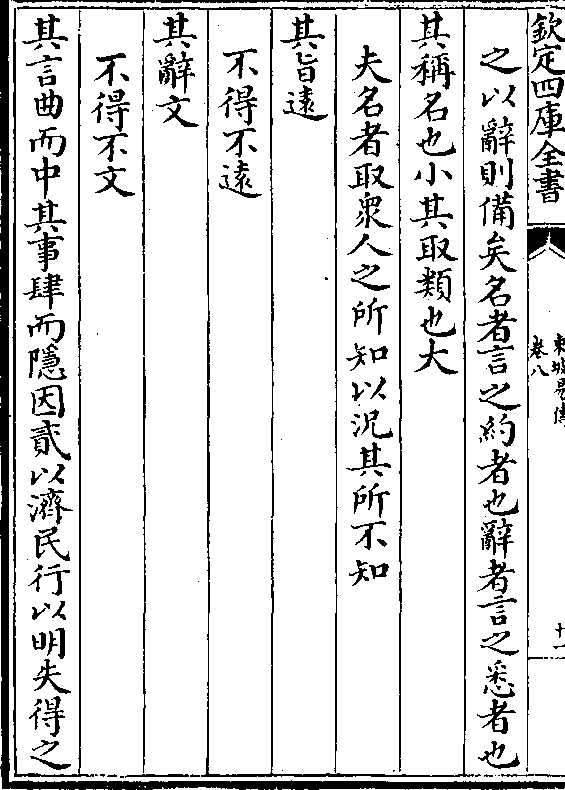 欽定四庫全書
東坡易傳
卷八
十一
之以辭則備矣名者言之約者也辭者言之悉者也
其稱名也小其取類也大
夫名者取衆人之所知以況其所不知
其旨遠
不得不遠
其辭文
不得不文
其言曲而中其事肆而隱因貳以濟民行以明失得之